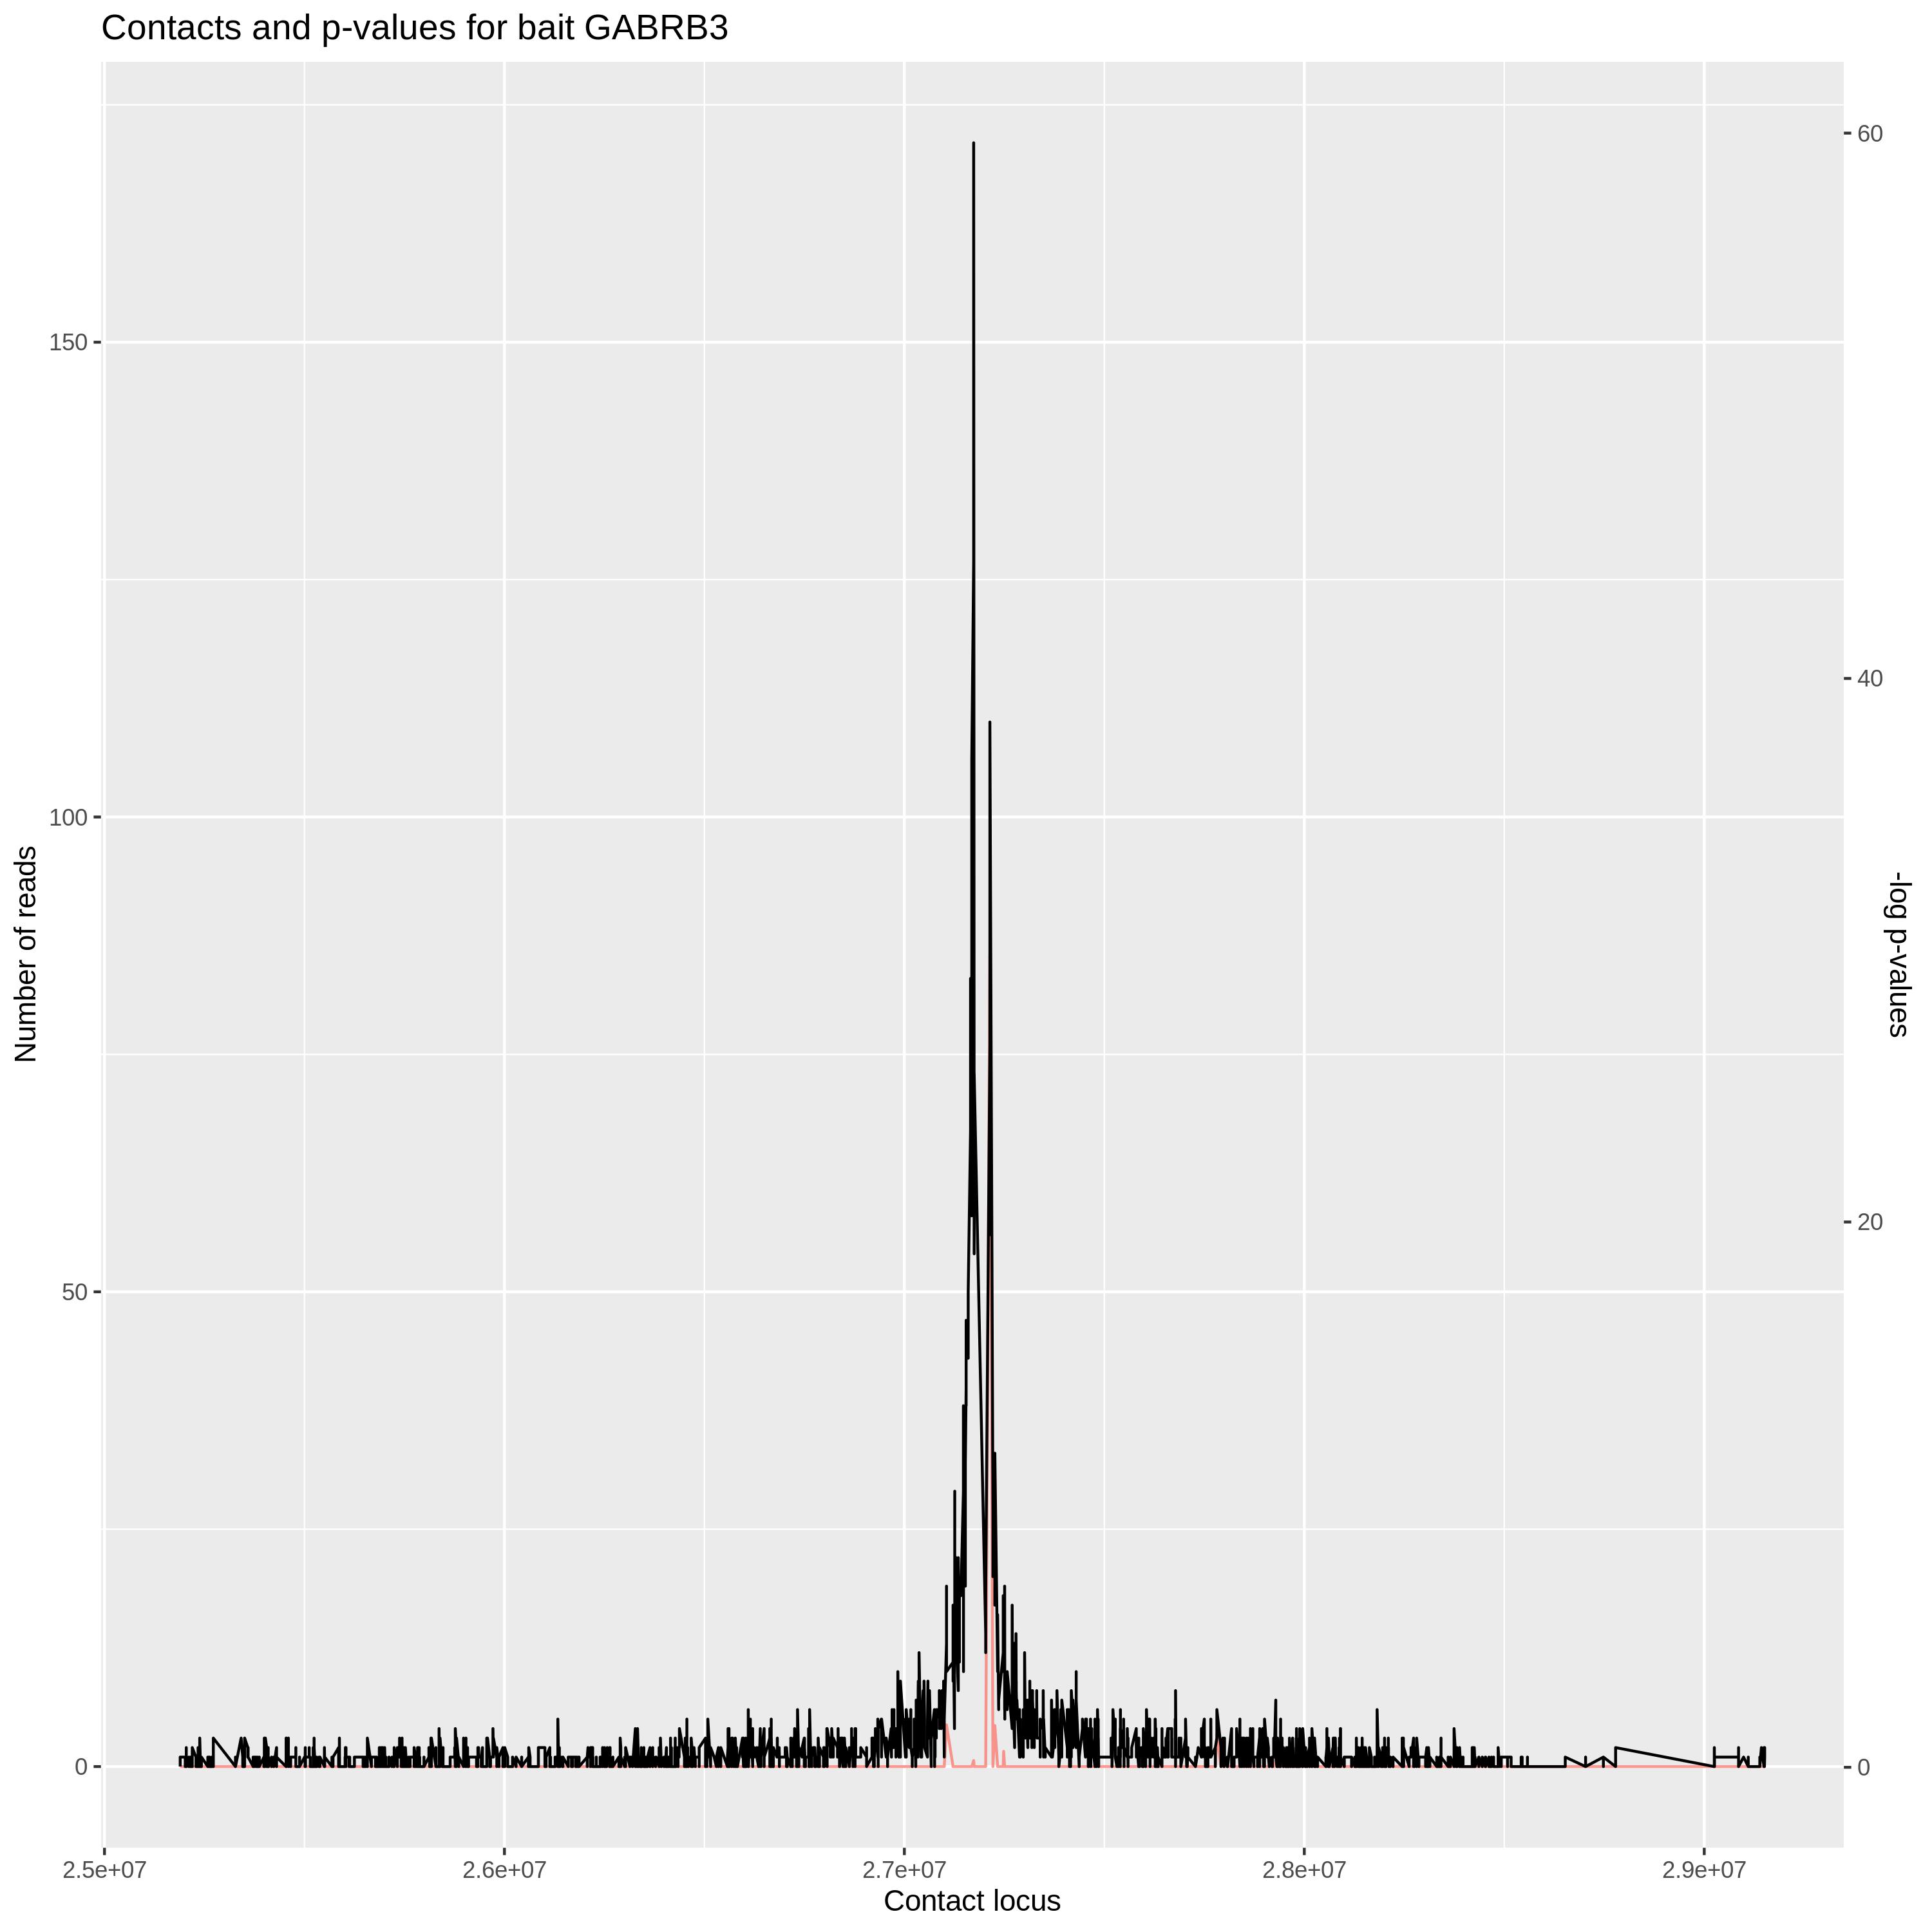 Contacts and p-values for bait GABRB3
150
100
50
0
Number of reads
60
40
20
0
-log p-values
2.5e+07
2.6e+07
2.7e+07
2.8e+07
2.9e+07
Contact locus